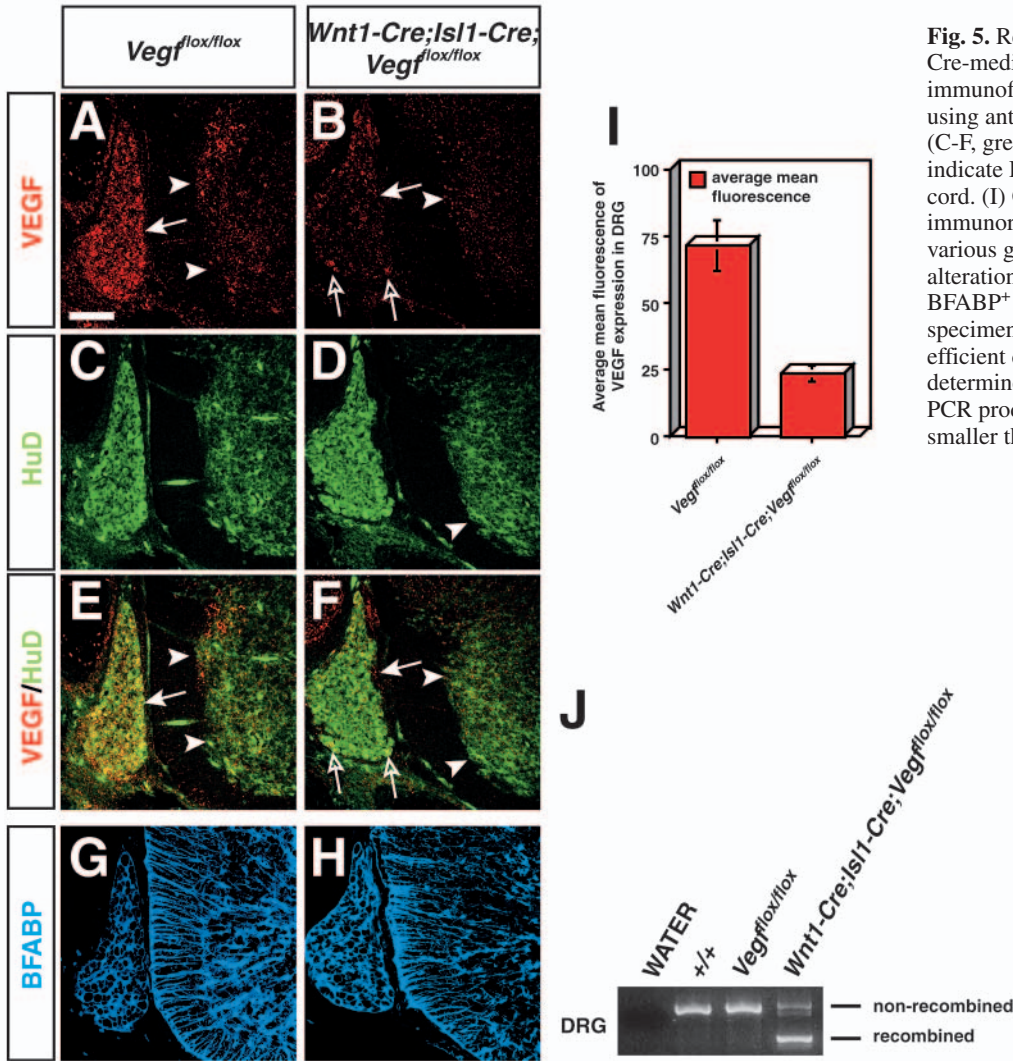 Vegf^flox/flox
Wnt1-Cre;Isl1-Cre;
Vegf^flox/flox
VEGF
A
B
HuD
C
D
VEGF/HuD
E
F
BFABP
G
H
I
100
75
50
25
0
Average mean fluorescence of
VEGF expression in DRG
average mean
fluorescence
Vegf^flox/flox
Wnt1-Cre;Isl1-Cre;Vegf^flox/flox
J
WATER
+/+
Vegf^flox/flox
Wnt1-Cre;Isl1-Cre;Vegf^flox/flox
DRG
non-recombined
recombined
Fig. 5.
Cre-medi
immunof
using ant
(C-F, gre
indicate
cord. (I)
immunor
various g
alteration
BFABP⁺
specimen
efficient
determine
PCR prod
smaller th